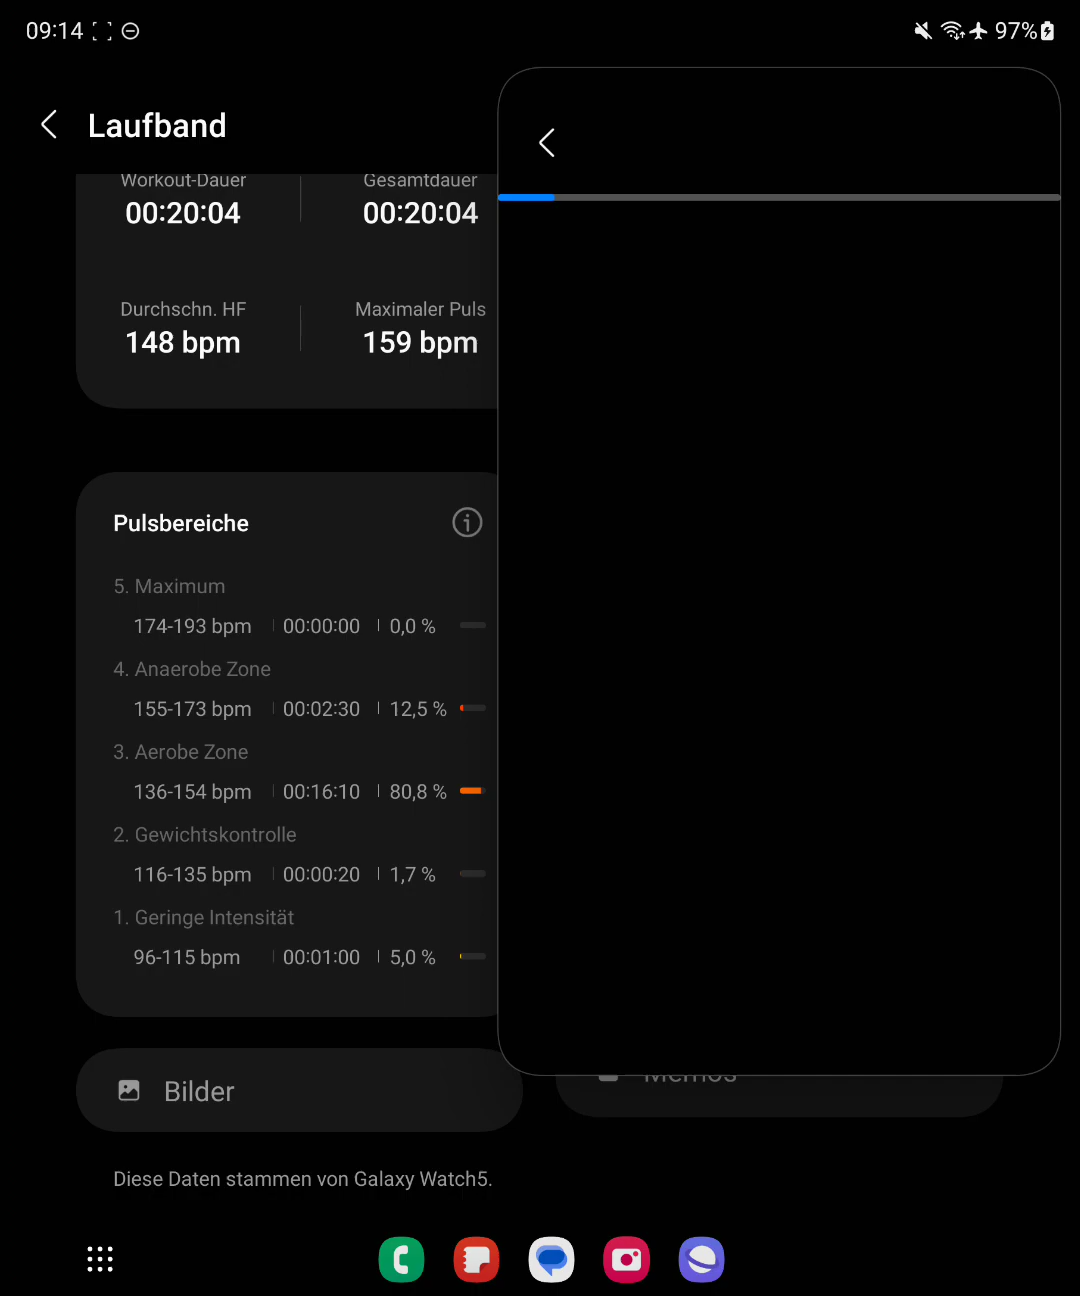 09:14
97%
Laufband
Workout-Dauer
Gesamtdauer
00:20:04
00:20:04
Durchschn. HF
Maximaler Puls
148 bpm
159 bpm
Pulsbereiche
5. Maximum
174-193 bpm 00:00:00 0,0 %
4. Anaerobe Zone
155-173 bpm 00:02:30 12,5 %
3. Aerobe Zone
136-154 bpm 00:16:10 80,8 %
2. Gewichtskontrolle
116-135 bpm 00:00:20 1,7 %
1. Geringe Intensität
96-115 bpm 00:01:00 5,0 %
Bilder
Memos
Diese Daten stammen von Galaxy Watch5.